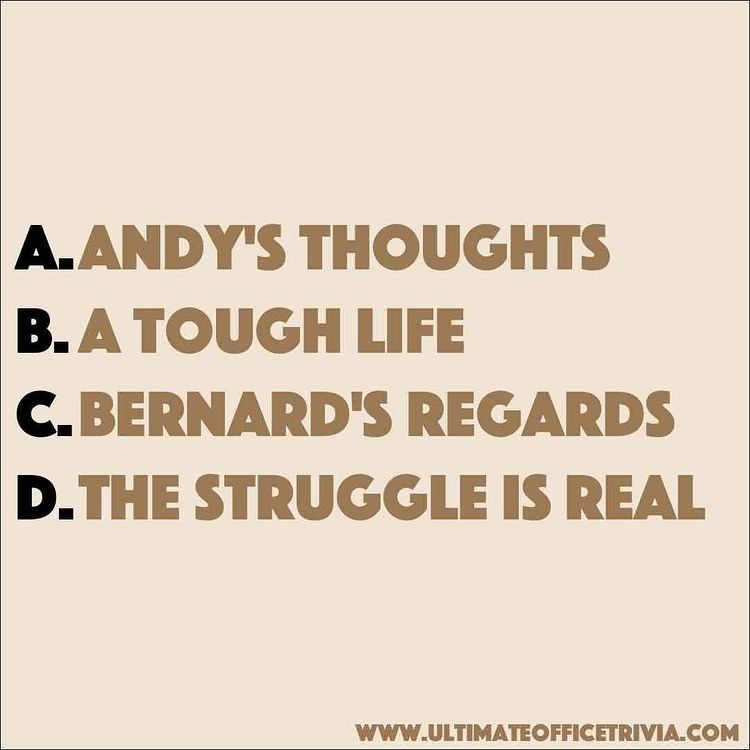 A. ANDY'S THOUGHTS
B. A TOUGH LIFE
C. BERNARD'S REGARDS
D. THE STRUGGLE IS REAL
WWW.ULTIMATEOFFICETRIVIA.COM